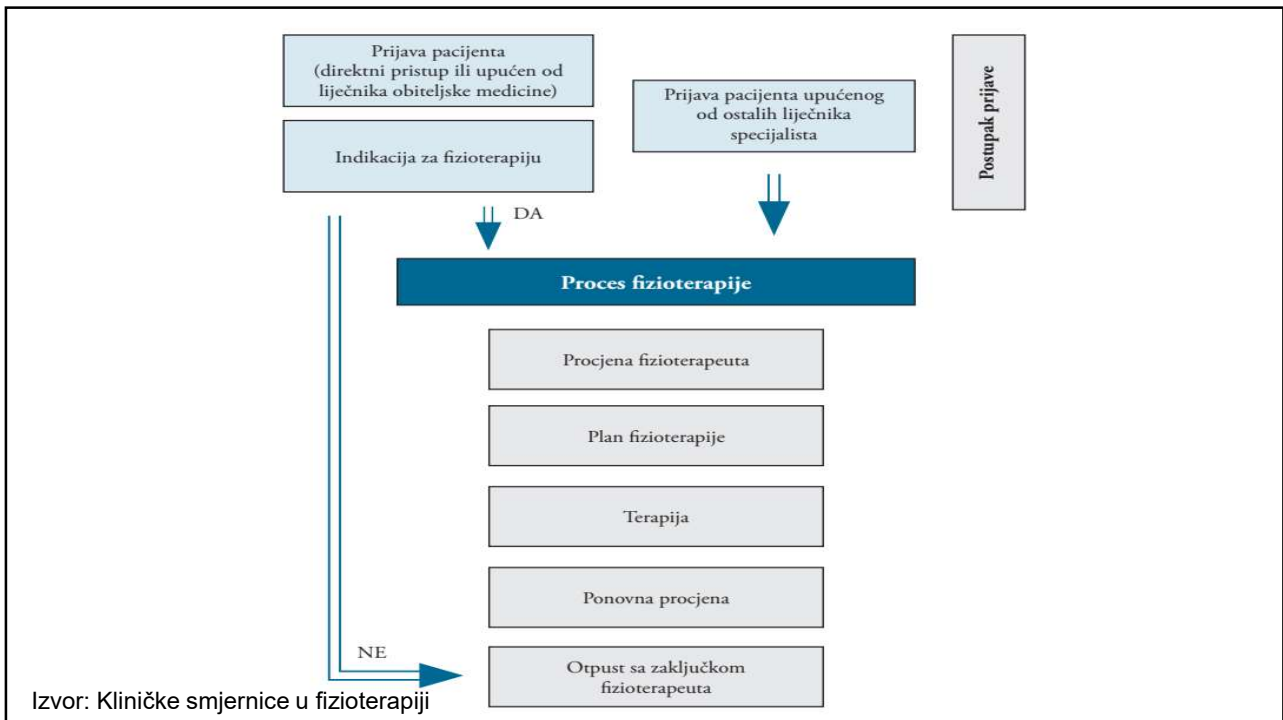 Prijava pacijenta
(direktni pristup ili upućen od
liječnika obiteljske medicine)
Prijava pacijenta upućenog
od ostalih liječnika
specijalista
Postupak prijave
Indikacija za fizioterapiju
DA
Proces fizioterapije
Procjena fizioterapeuta
Plan fizioterapije
Terapija
Ponovna procjena
NE
Otpust sa zaključkom
fizioterapeuta
Izvor: Kliničke smjernice u fizioterapiji